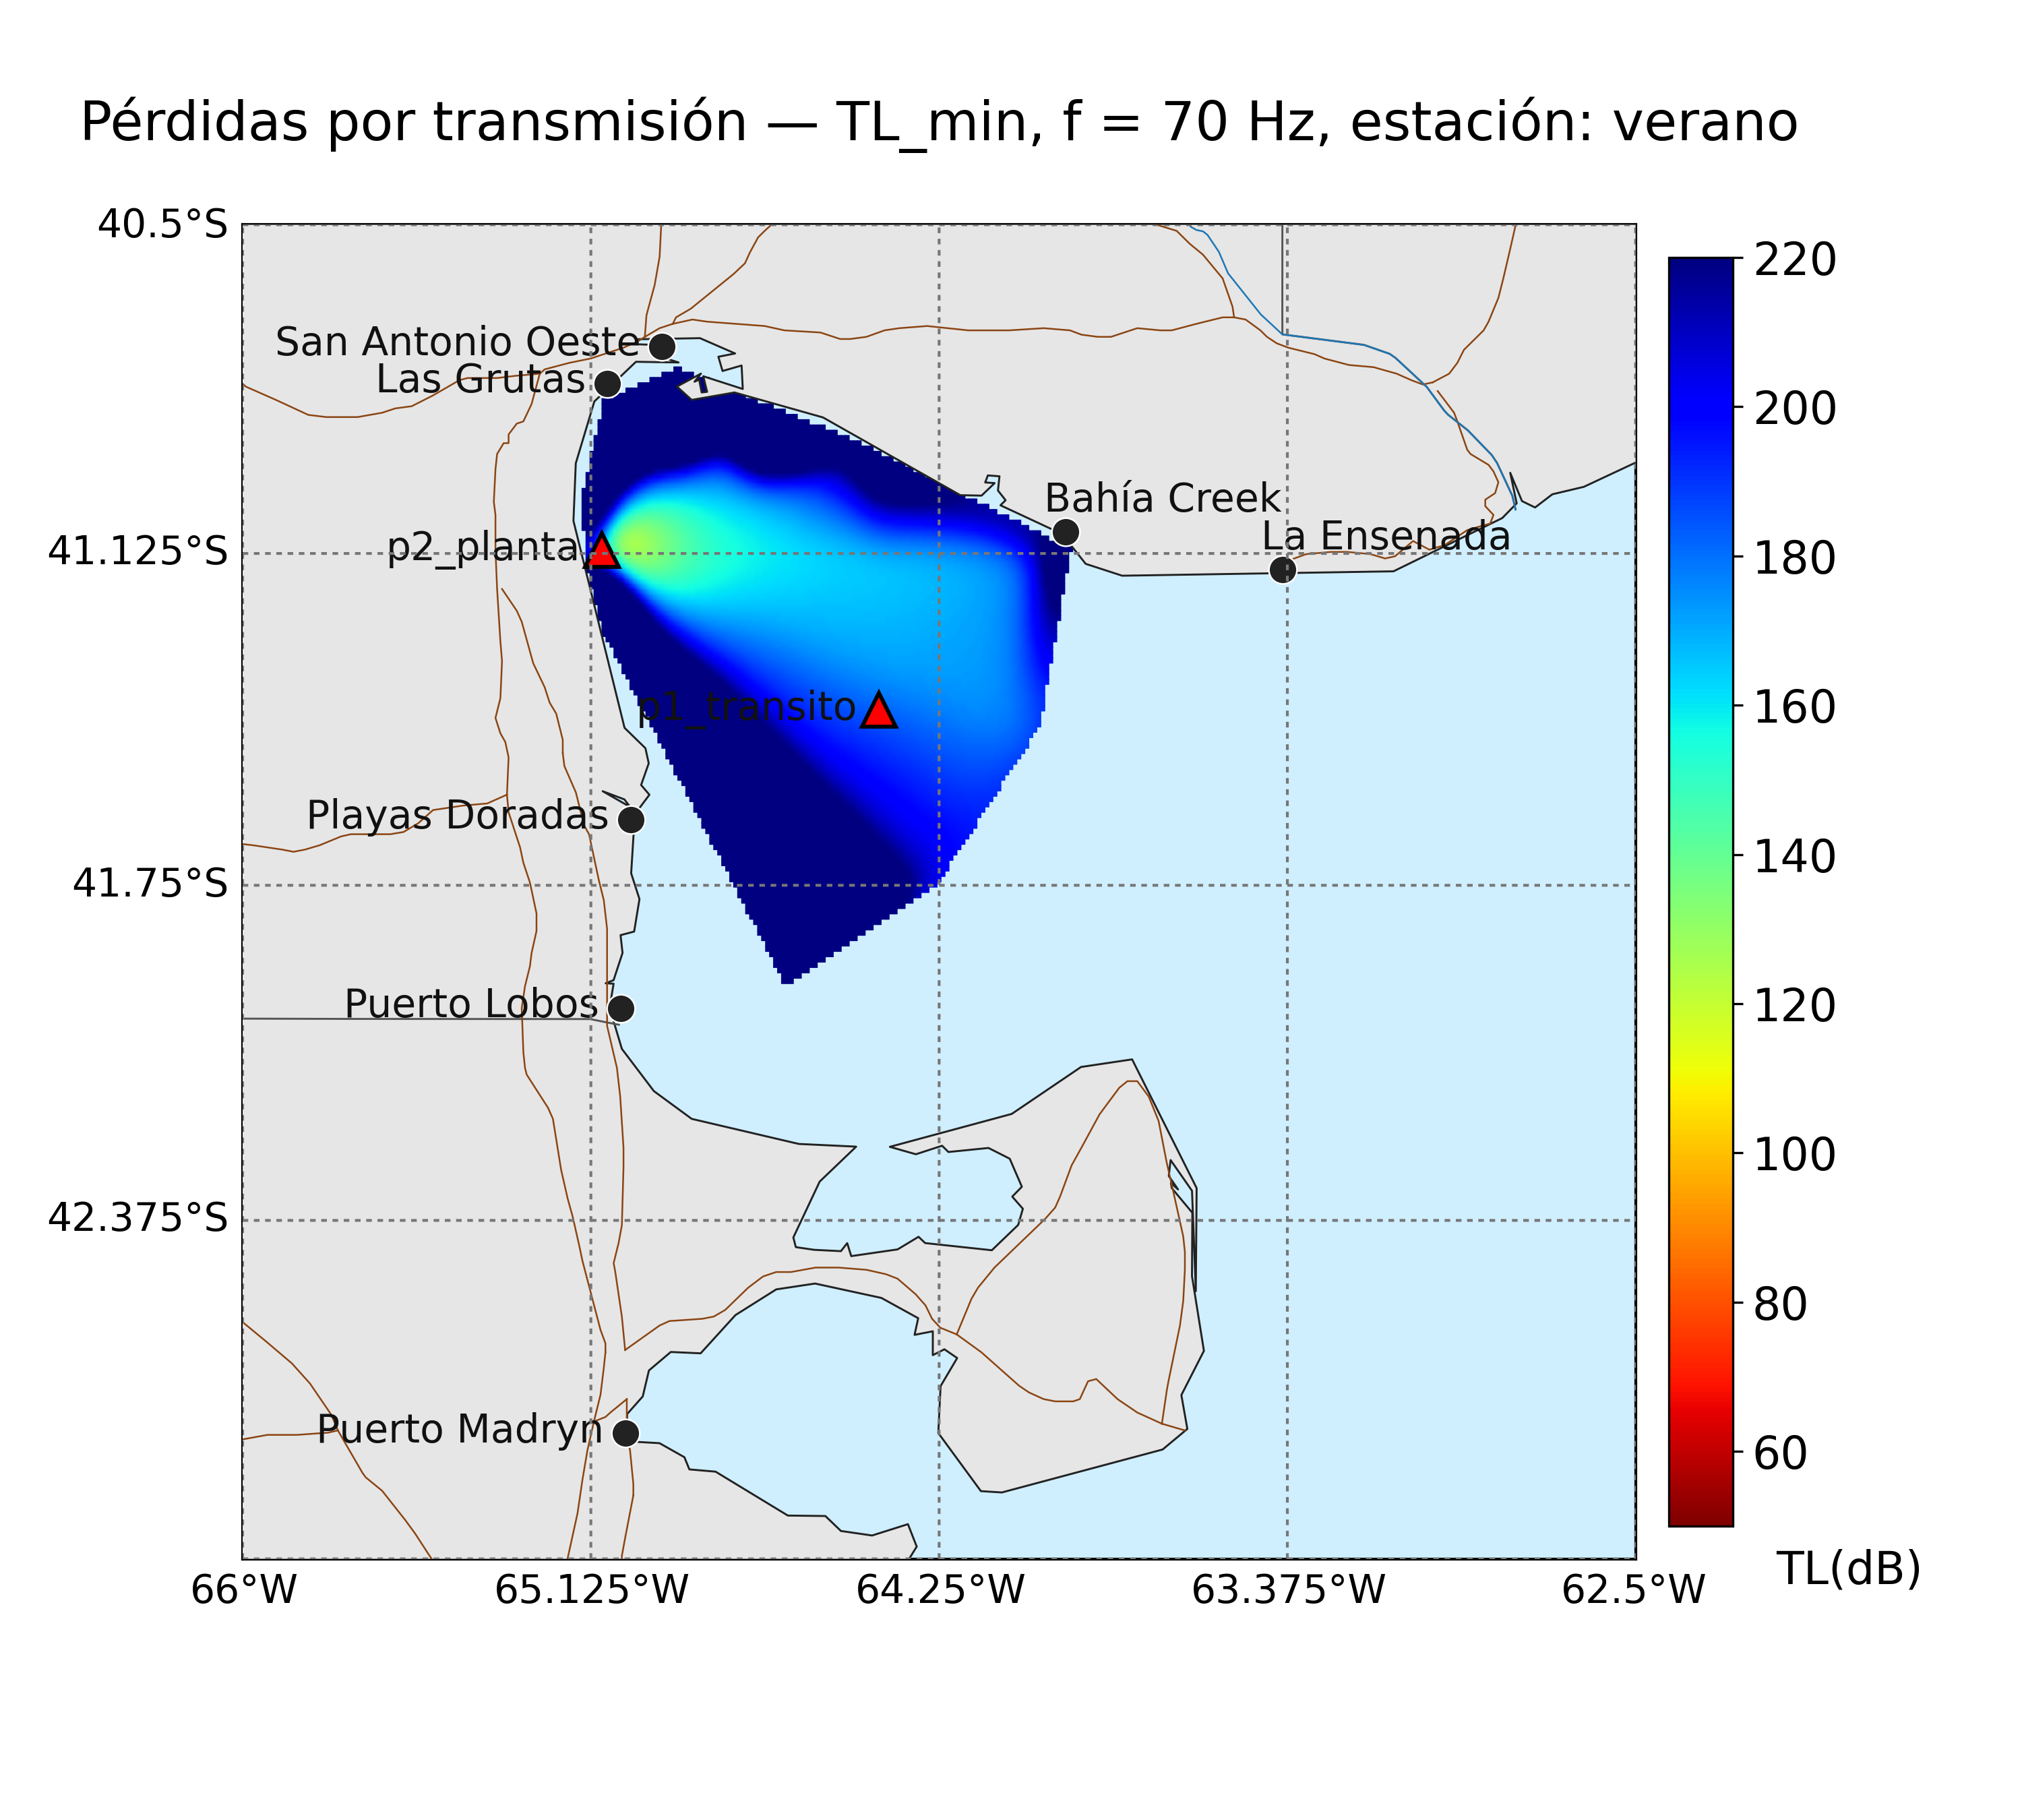 Pérdidas por transmisión — TL_min, f = 70 Hz, estación: verano
40.5°S
220
San Antonio Oeste
Las Grutas
200
Bahía Creek
La Ensenada
p2_planta
41.125°S
180
p1_transito
160
Playas Doradas
140
41.75°S
Puerto Lobos
120
100
42.375°S
80
Puerto Madryn
60
TL(dB)
66°W
65.125°W
64.25°W
63.375°W
62.5°W